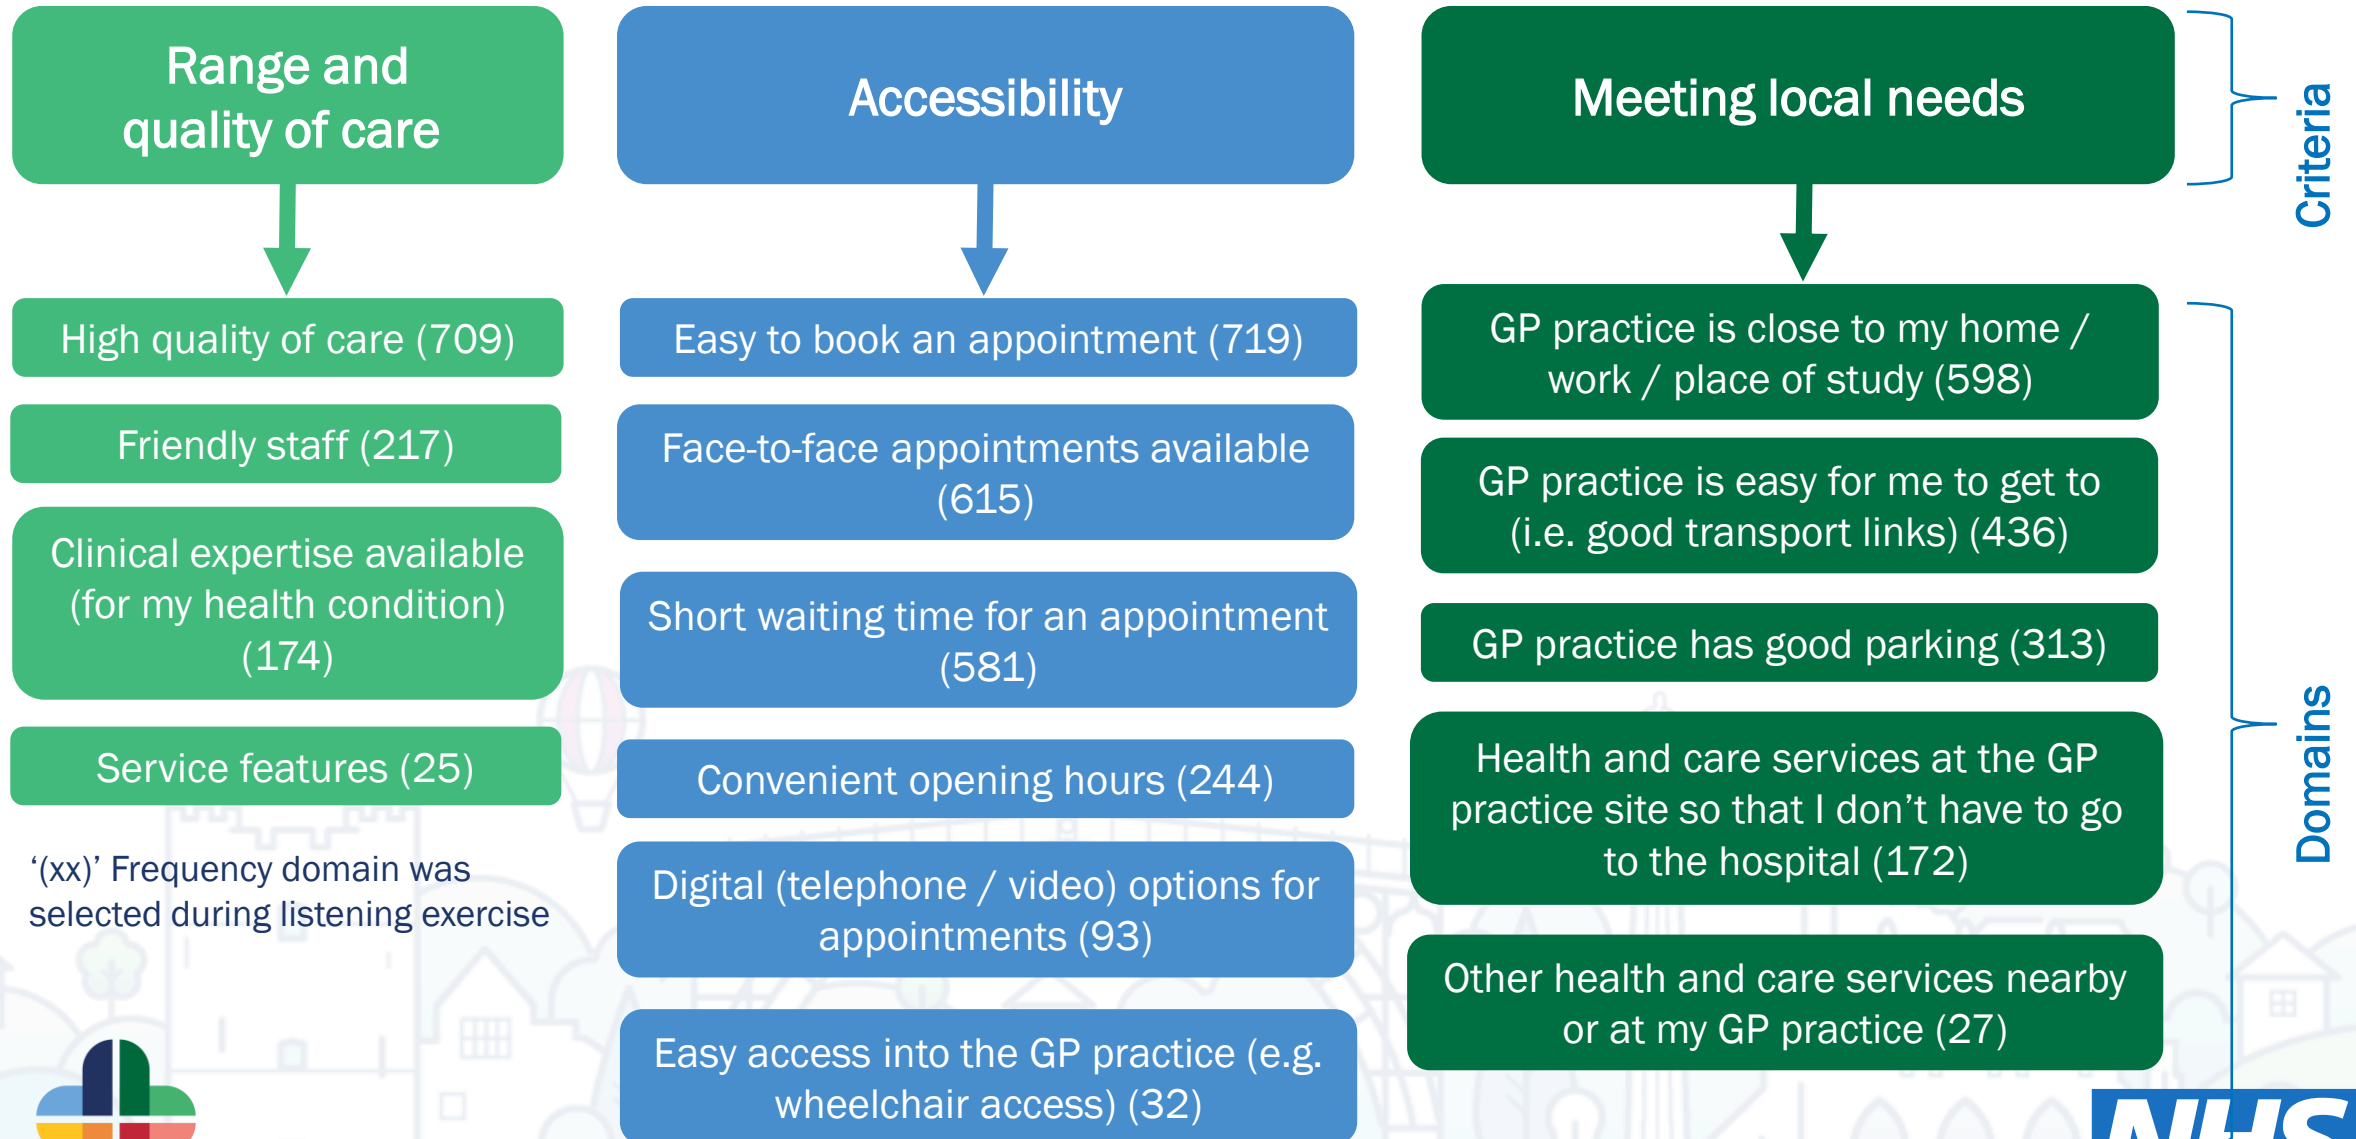 Range and
quality of care
High quality of care (709)
Friendly staff (217)
Clinical expertise available
(for my health condition)
(174)
Service features (25)
‘(xx)’ Frequency domain was
selected during listening exercise
Accessibility
Easy to book an appointment (719)
Face-to-face appointments available
(615)
Short waiting time for an appointment
(581)
Convenient opening hours (244)
Digital (telephone / video) options for
appointments (93)
Easy access into the GP practice (e.g.
wheelchair access) (32)
Meeting local needs
GP practice is close to my home /
work / place of study (598)
GP practice is easy for me to get to
(i.e. good transport links) (436)
GP practice has good parking (313)
Health and care services at the GP
practice site so that I don’t have to go
to the hospital (172)
Other health and care services nearby
or at my GP practice (27)
Criteria
Domains
NHS